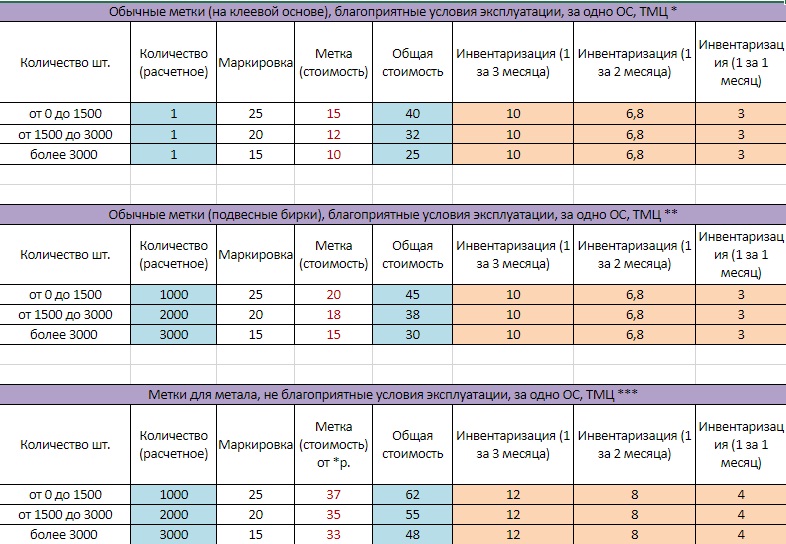 Обычные метки (на клеевой основе), благоприятные условия эксплуатации, за одно ОС, ТМЦ *
Количество шт. Количество (расчетное) Маркировка Метка (стоимость) Общая стоимость Инвентаризация (1 за 3 месяца) Инвентаризация (1 за 2 месяца) Инвентаризация (1 за 1 месяц)
от 0 до 1500 1 25 15 40 10 6,8 3
от 1500 до 3000 1 20 12 32 10 6,8 3
более 3000 1 15 10 25 10 6,8 3
Обычные метки (подвесные бирки), благоприятные условия эксплуатации, за одно ОС, ТМЦ **
Количество шт. Количество (расчетное) Маркировка Метка (стоимость) Общая стоимость Инвентаризация (1 за 3 месяца) Инвентаризация (1 за 2 месяца) Инвентаризация (1 за 1 месяц)
от 0 до 1500 1000 25 20 45 10 6,8 3
от 1500 до 3000 2000 20 18 38 10 6,8 3
более 3000 3000 15 15 30 10 6,8 3
Метки для метала, не благоприятные условия эксплуатации, за одно ОС, ТМЦ ***
Количество шт. Количество (расчетное) Маркировка Метка (стоимость) от *р. Общая стоимость Инвентаризация (1 за 3 месяца) Инвентаризация (1 за 2 месяца) Инвентаризация (1 за 1 месяц)
от 0 до 1500 1000 25 37 62 12 8 4
от 1500 до 3000 2000 20 35 55 12 8 4
более 3000 3000 15 33 48 12 8 4